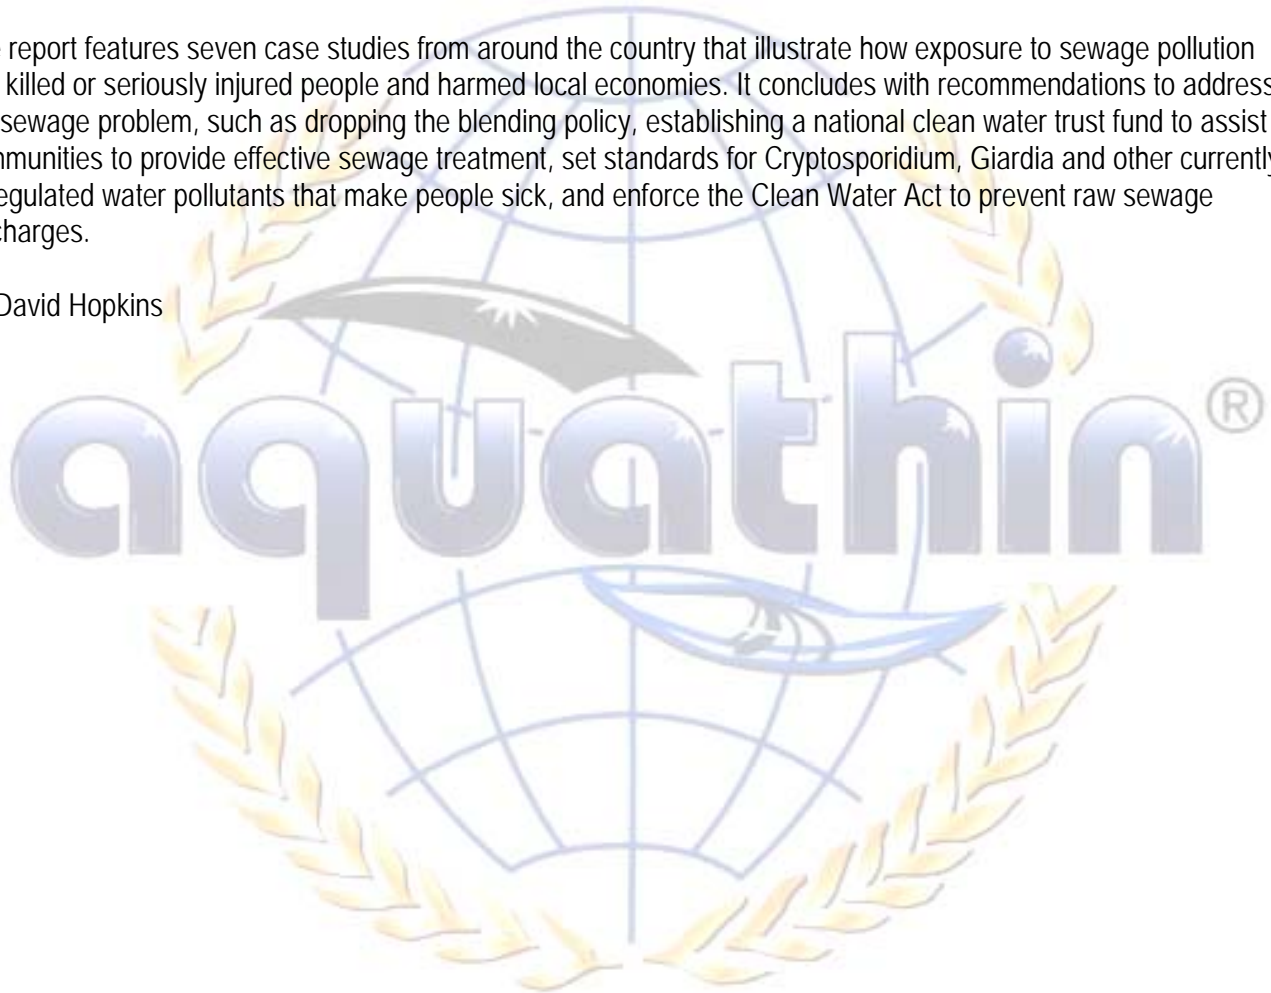 report features seven case studies from around the country that illustrate how exposure to sewage pollution
killed or seriously injured people and harmed local economies. It concludes with recommendations to address
sewage problem, such as dropping the blending policy, establishing a national clean water trust fund to assist
to provide effective sewage treatment, set standards for Cryptosporidium, Giardia and other currently
water pollutants that make people sick, and enforce the Clean Water Act to prevent raw sewage
David Hopkins
aquathin®